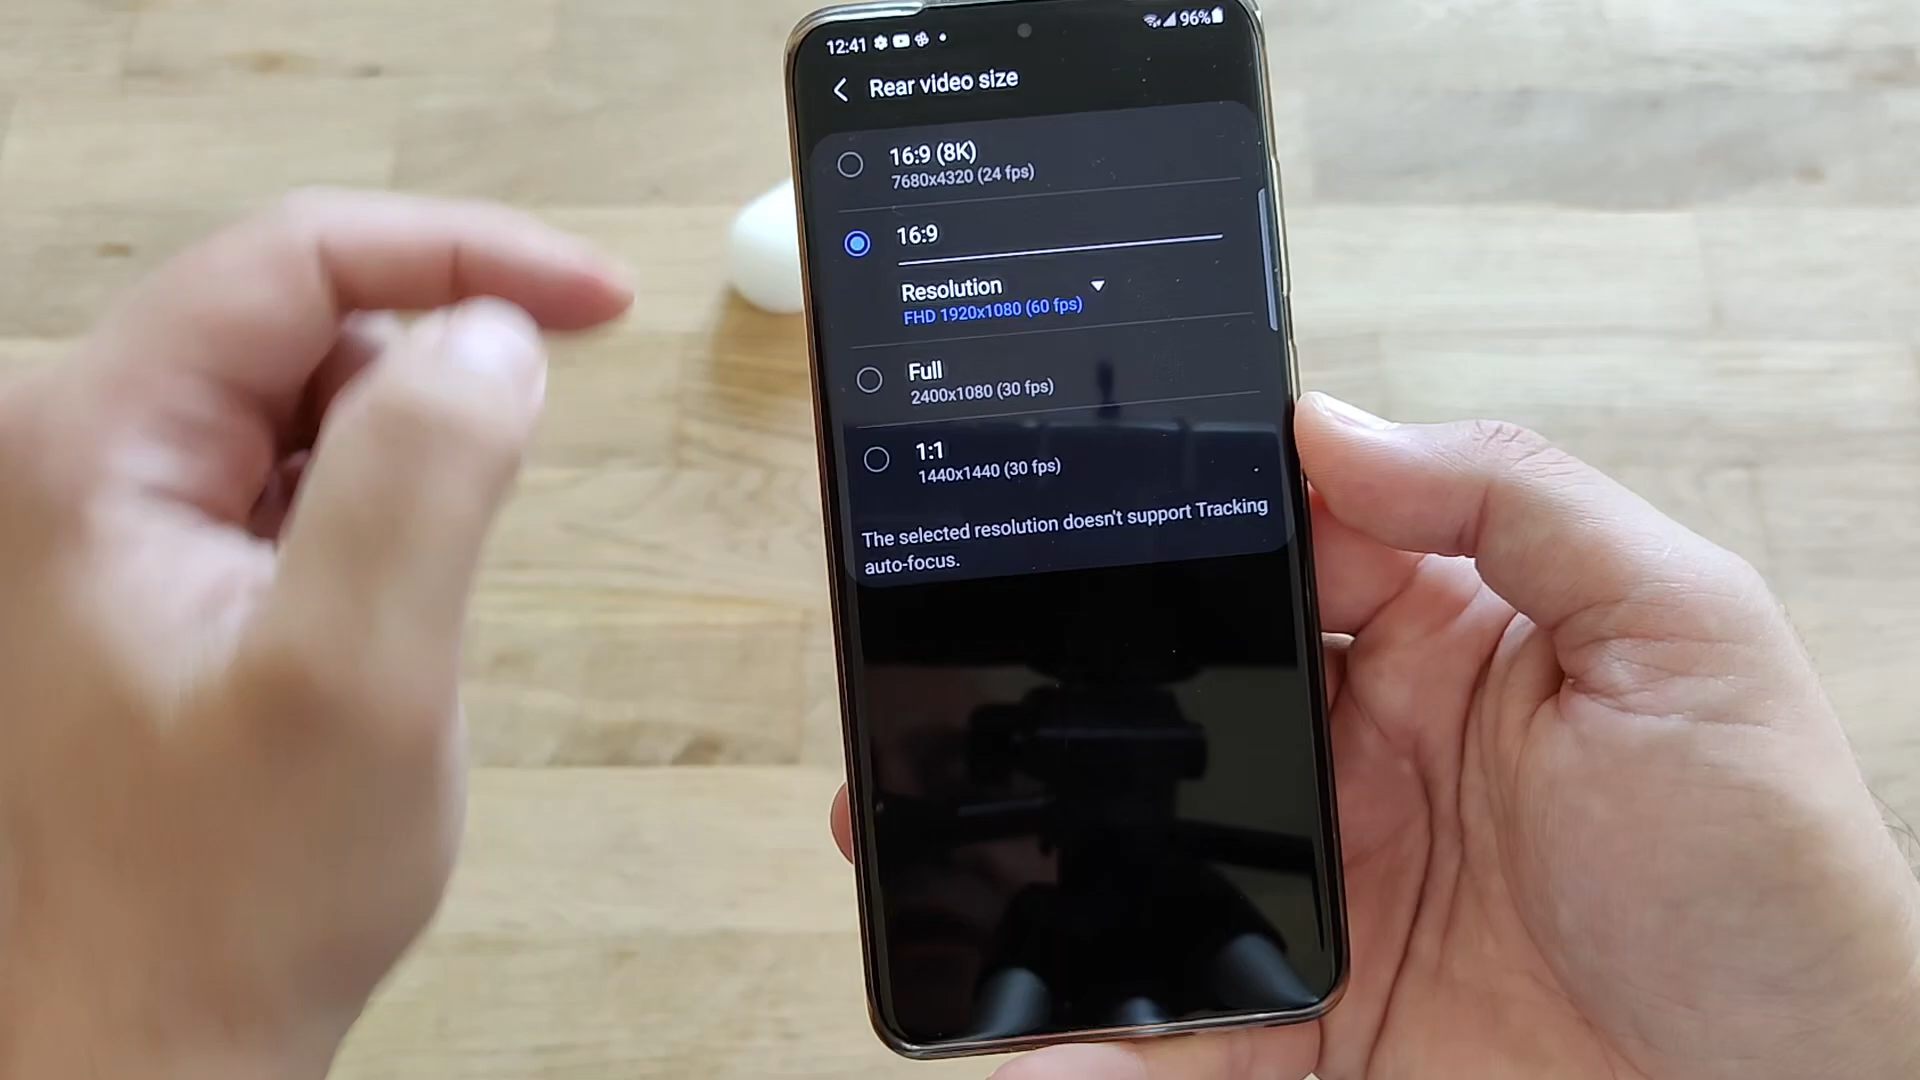 12:41
96%
Rear video size
16:9 (8K)
7680x4320 (24 fps)
16:9
Resolution
FHD 1920x1080 (60 fps)
Full
2400x1080 (30 fps)
1:1
1440x1440 (30 fps)
The selected resolution doesn't support Tracking
auto-focus.